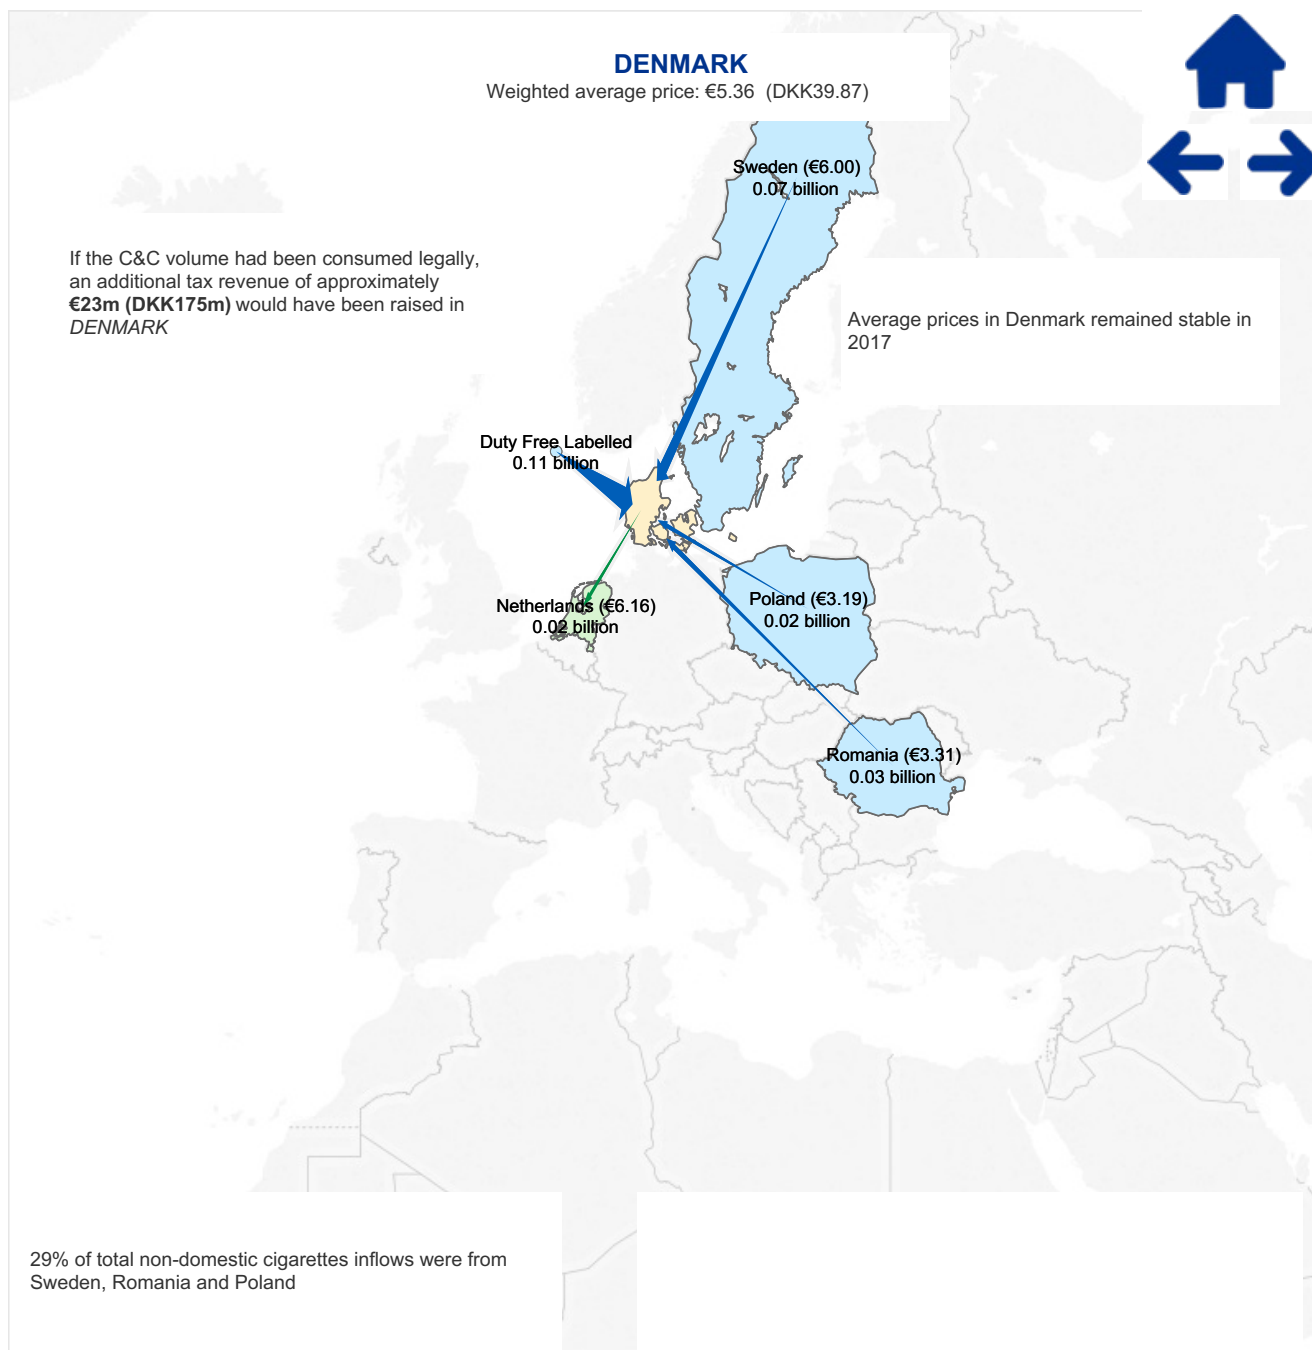 DENMARK
Weighted average price: €5.36 (DKK39.87)
Sweden (€6.00)
0.07 billion
If the C&C volume had been consumed legally,
an additional tax revenue of approximately
€23m (DKK175m) would have been raised in
DENMARK
Average prices in Denmark remained stable in
2017
Duty Free Labelled
0.11 billion
Netherlands (€6.16)
0.02 billion
Poland (€3.19)
0.02 billion
Romania (€3.31)
0.03 billion
29% of total non-domestic cigarettes inflows were from
Sweden, Romania and Poland